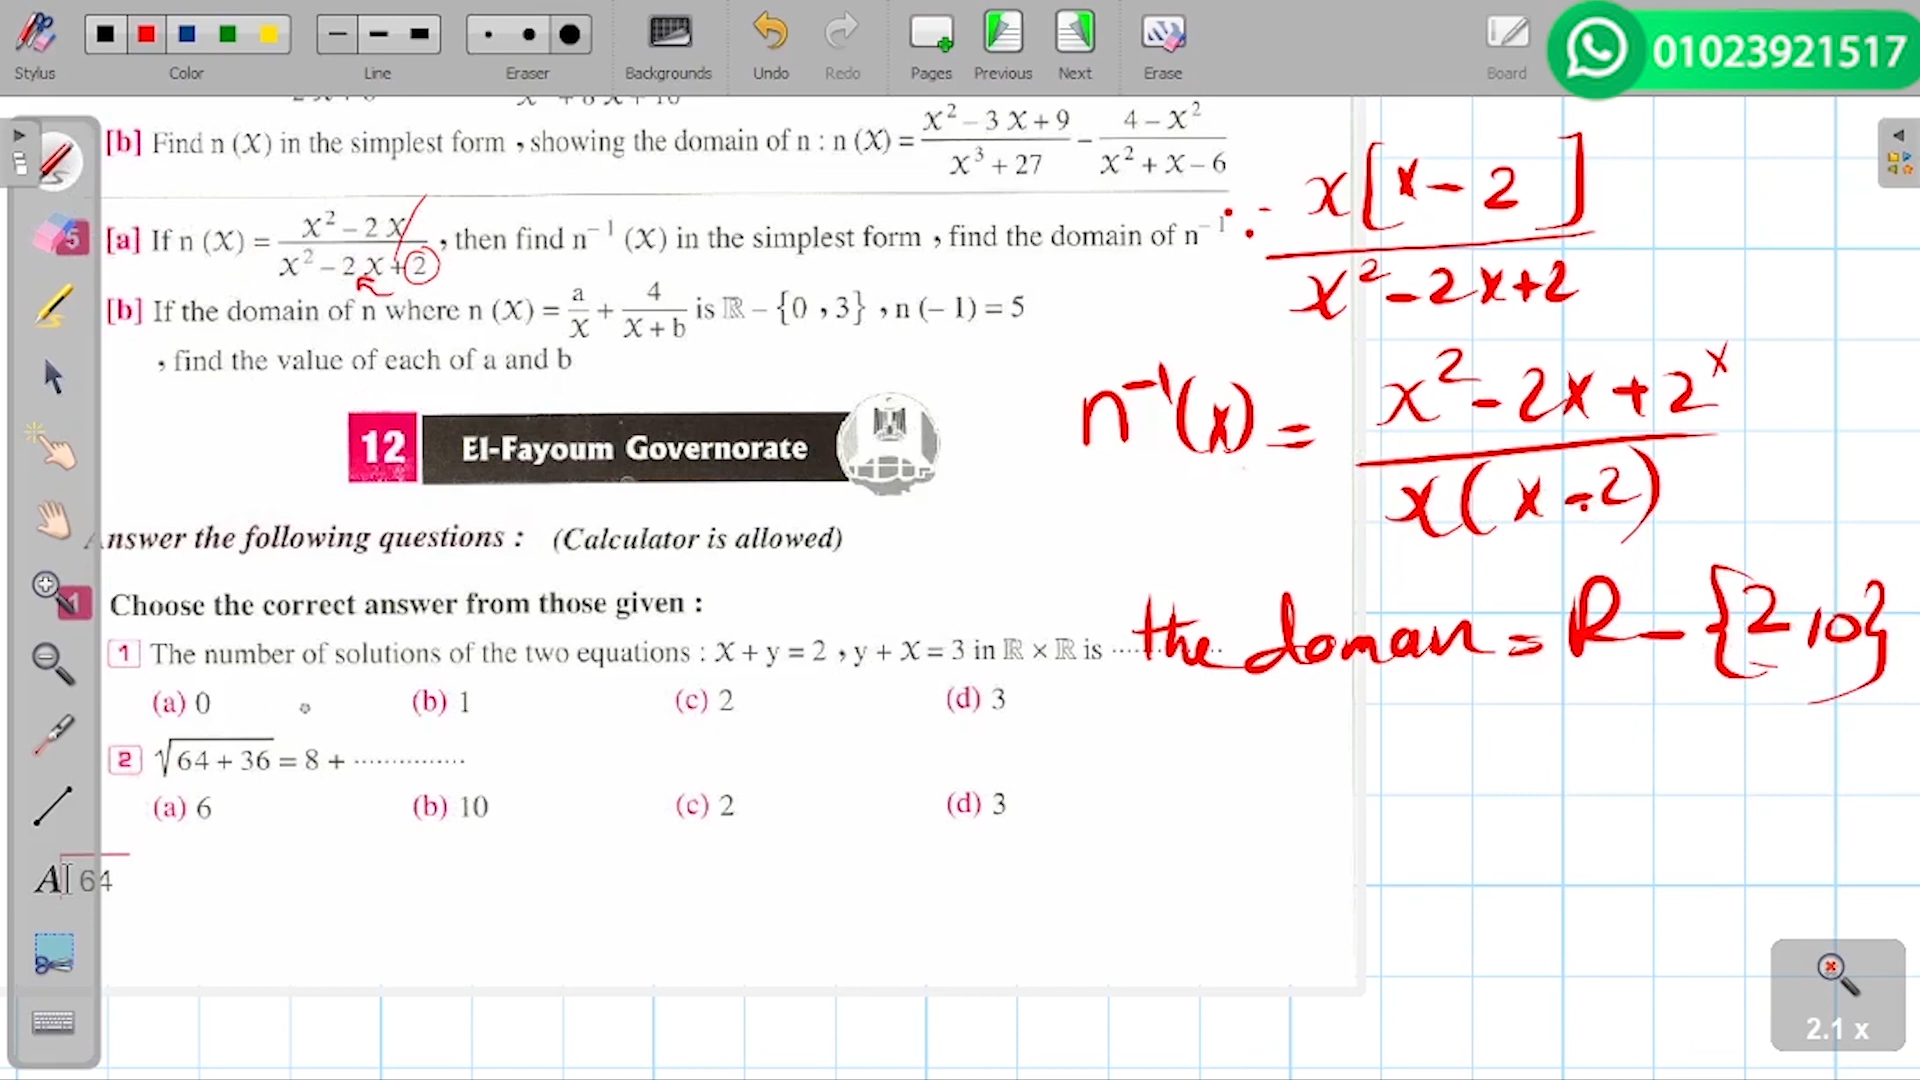 Stylus Color Line Eraser Backgrounds Undo Redo Pages Previous Next Erase Board
01023921517
[b] Find n (X) in the simplest form , showing the domain of n : n (X) = (X² – 3 X + 9)/(X³ + 27) – (4 – X²)/(X² + X – 6)
5 [a] If n (X) = (X² – 2 X)/(X² – 2 X + 2) , then find n⁻¹ (X) in the simplest form , find the domain of n⁻¹
[b] If the domain of n where n (X) = a/X + 4/(X + b) is ℝ – {0 , 3} , n (– 1) = 5
, find the value of each of a and b
12 El-Fayoum Governorate
Answer the following questions : (Calculator is allowed)
1 Choose the correct answer from those given :
1 The number of solutions of the two equations : X + y = 2 , y + X = 3 in ℝ × ℝ is ............
(a) 0 (b) 1 (c) 2 (d) 3
2 √(64 + 36) = 8 + ...............
(a) 6 (b) 10 (c) 2 (d) 3
64
x[x - 2]
x² - 2x + 2
n⁻¹(x) = (x² - 2x + 2)/(x(x - 2))
the doman = R - {2, 0}
2.1 x